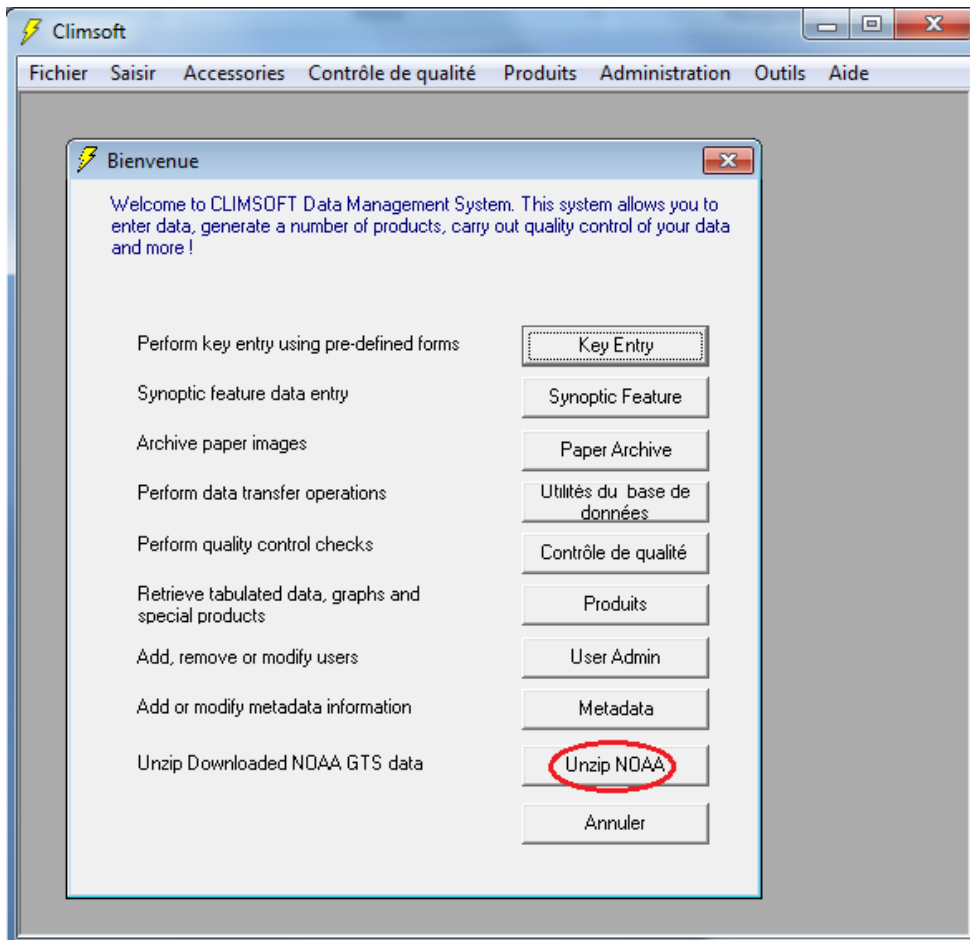 Climsoft
Fichier Saisir Accessories Contrôle de qualité Produits Administration Outils Aide
Bienvenue
Welcome to CLIMSOFT Data Management System. This system allows you to
enter data, generate a number of products, carry out quality control of your data
and more !
Perform key entry using pre-defined forms
Key Entry
Synoptic feature data entry
Synoptic Feature
Archive paper images
Paper Archive
Perform data transfer operations
Utilités du base de
données
Perform quality control checks
Contrôle de qualité
Retrieve tabulated data, graphs and
special products
Produits
Add, remove or modify users
User Admin
Add or modify metadata information
Metadata
Unzip Downloaded NOAA GTS data
Unzip NOAA
Annuler